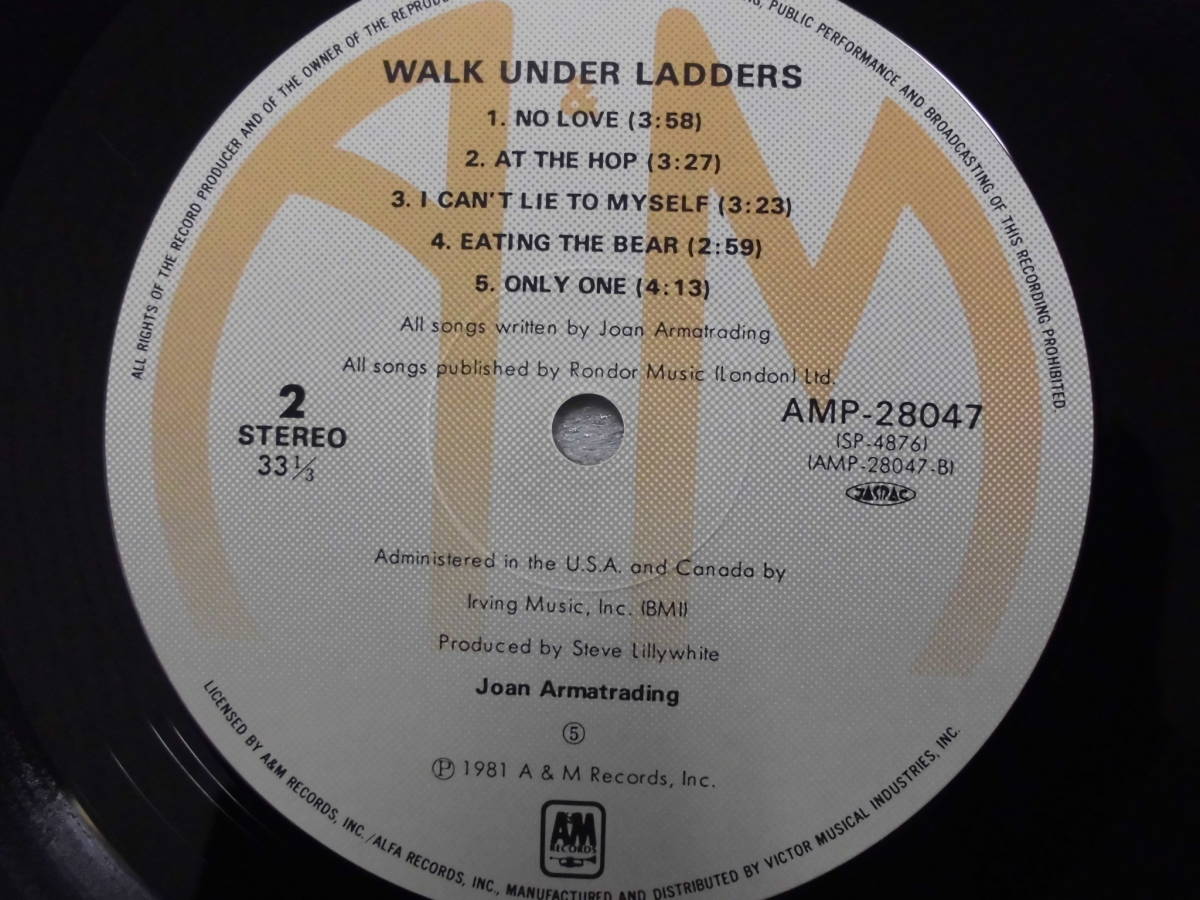 WALK UNDER LADDERS
1. NO LOVE (3:58)
2. AT THE HOP (3:27)
3. I CAN'T LIE TO MYSELF (3:23)
4. EATING THE BEAR (2:59)
5. ONLY ONE (4:13)
All songs written by Joan Armatrading
All songs published by Rondor Music (London) Ltd.
2
STEREO
33 1/3
AMP-28047
(SP-4876)
(AMP-28047-B)
JASRAC
Administered in the U.S.A. and Canada by
Irving Music, Inc. (BMI)
Produced by Steve Lillywhite
Joan Armatrading
⑤
℗ 1981 A & M Records, Inc.
A&M
RECORDS
A&M
ALL RIGHTS OF THE RECORD PRODUCER AND OF THE OWNER OF THE
PUBLIC PERFORMANCE AND BROADCASTING OF THIS RECORDING PROHIBITED
LICENSED BY A&M RECORDS, INC./ALFA RECORDS, INC., MANUFACTURED AND DISTRIBUTED BY VICTOR MUSICAL INDUSTRIES, INC.